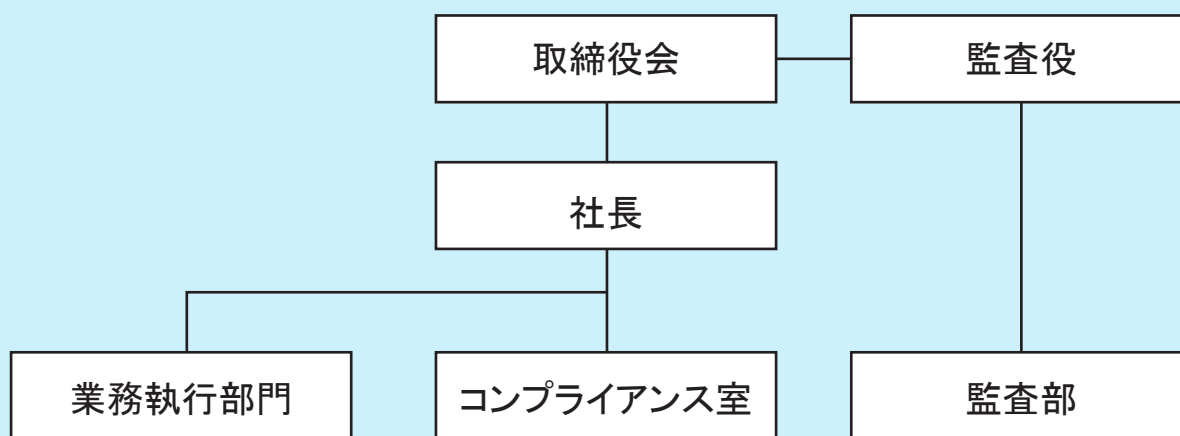 取締役会
監査役
社長
業務執行部門
コンプライアンス室
監査部